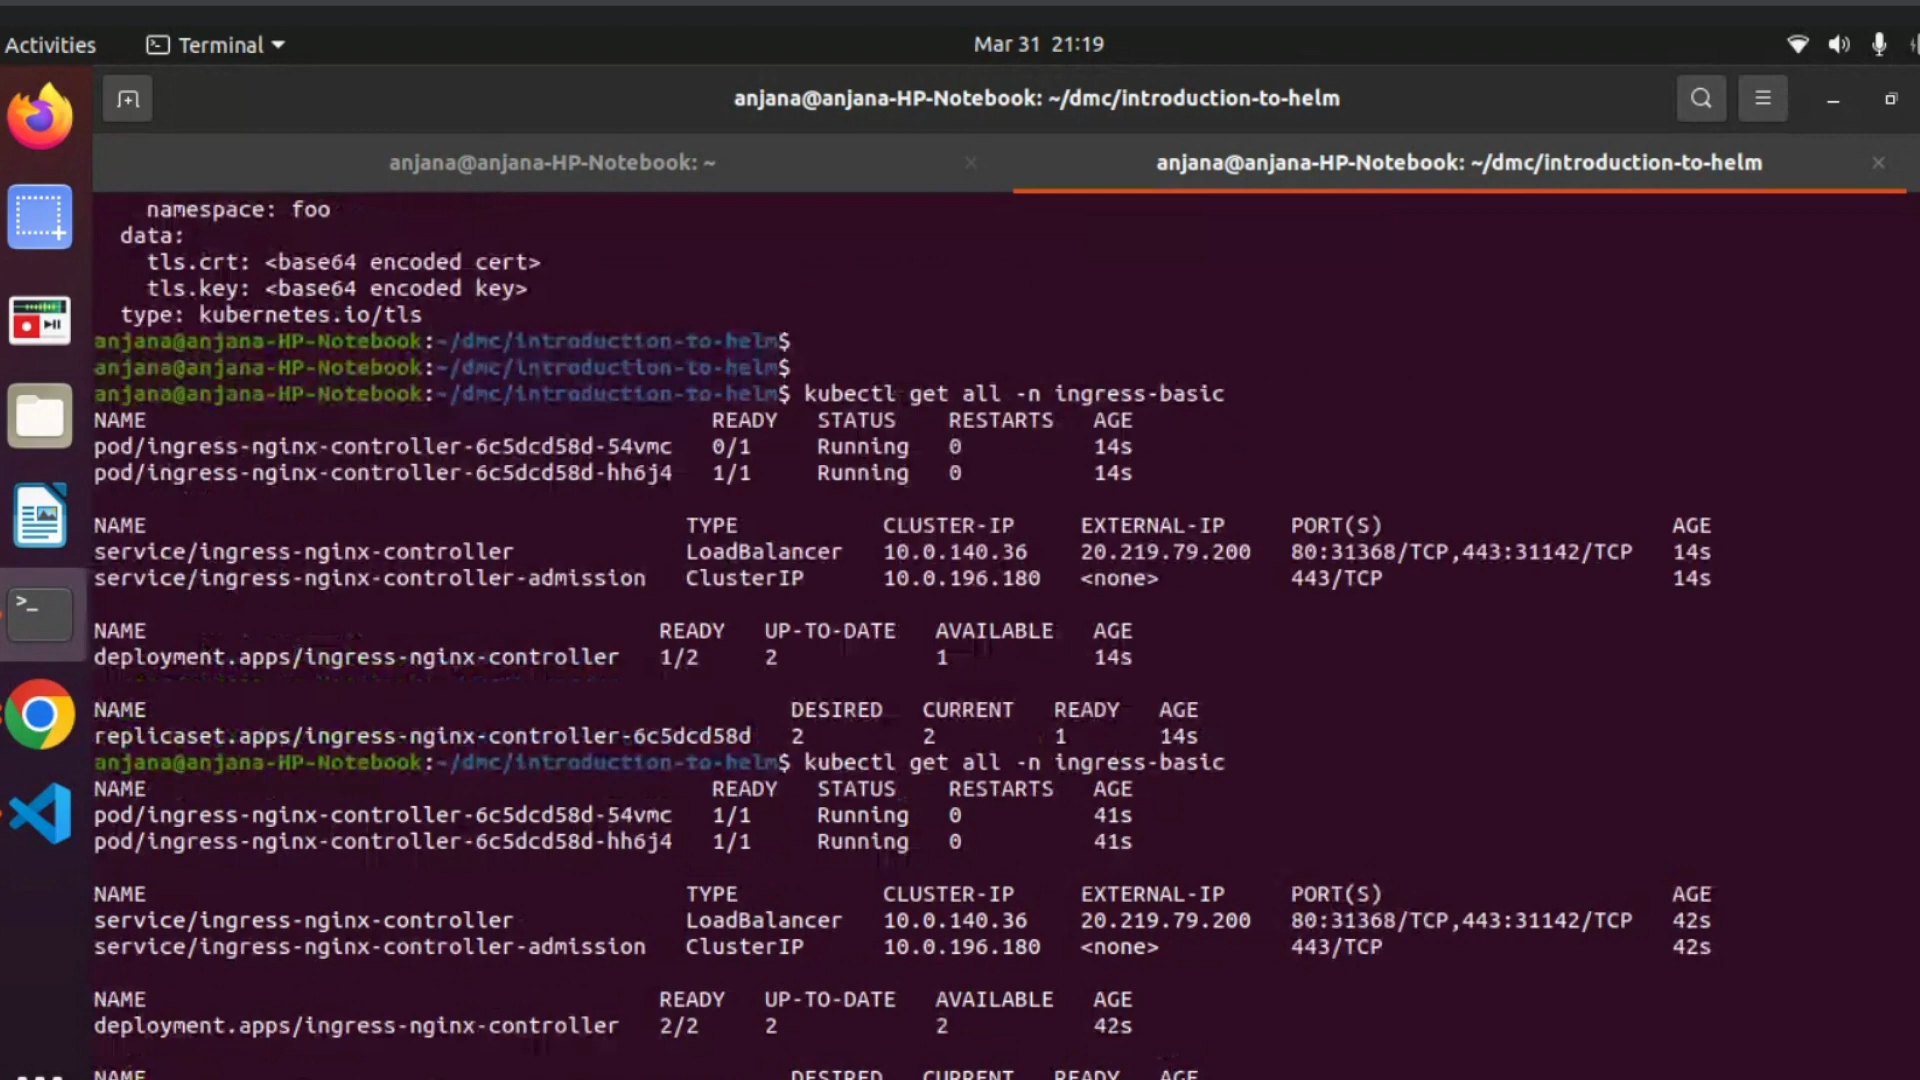 Activities
Terminal
Mar 31 21:19
anjana@anjana-HP-Notebook: ~/dmc/introduction-to-helm
anjana@anjana-HP-Notebook: ~
anjana@anjana-HP-Notebook: ~/dmc/introduction-to-helm
namespace: foo
data:
tls.crt: <base64 encoded cert>
tls.key: <base64 encoded key>
type: kubernetes.io/tls
anjana@anjana-HP-Notebook:~/dmc/introduction-to-helm$
anjana@anjana-HP-Notebook:~/dmc/introduction-to-helm$
anjana@anjana-HP-Notebook:~/dmc/introduction-to-helm$ kubectl get all -n ingress-basic
NAME READY STATUS RESTARTS AGE
pod/ingress-nginx-controller-6c5dcd58d-54vmc 0/1 Running 0 14s
pod/ingress-nginx-controller-6c5dcd58d-hh6j4 1/1 Running 0 14s
NAME TYPE CLUSTER-IP EXTERNAL-IP PORT(S) AGE
service/ingress-nginx-controller LoadBalancer 10.0.140.36 20.219.79.200 80:31368/TCP,443:31142/TCP 14s
service/ingress-nginx-controller-admission ClusterIP 10.0.196.180 <none> 443/TCP 14s
NAME READY UP-TO-DATE AVAILABLE AGE
deployment.apps/ingress-nginx-controller 1/2 2 1 14s
NAME DESIRED CURRENT READY AGE
replicaset.apps/ingress-nginx-controller-6c5dcd58d 2 2 1 14s
anjana@anjana-HP-Notebook:~/dmc/introduction-to-helm$ kubectl get all -n ingress-basic
NAME READY STATUS RESTARTS AGE
pod/ingress-nginx-controller-6c5dcd58d-54vmc 1/1 Running 0 41s
pod/ingress-nginx-controller-6c5dcd58d-hh6j4 1/1 Running 0 41s
NAME TYPE CLUSTER-IP EXTERNAL-IP PORT(S) AGE
service/ingress-nginx-controller LoadBalancer 10.0.140.36 20.219.79.200 80:31368/TCP,443:31142/TCP 42s
service/ingress-nginx-controller-admission ClusterIP 10.0.196.180 <none> 443/TCP 42s
NAME READY UP-TO-DATE AVAILABLE AGE
deployment.apps/ingress-nginx-controller 2/2 2 2 42s
NAME DESIRED CURRENT READY AGE